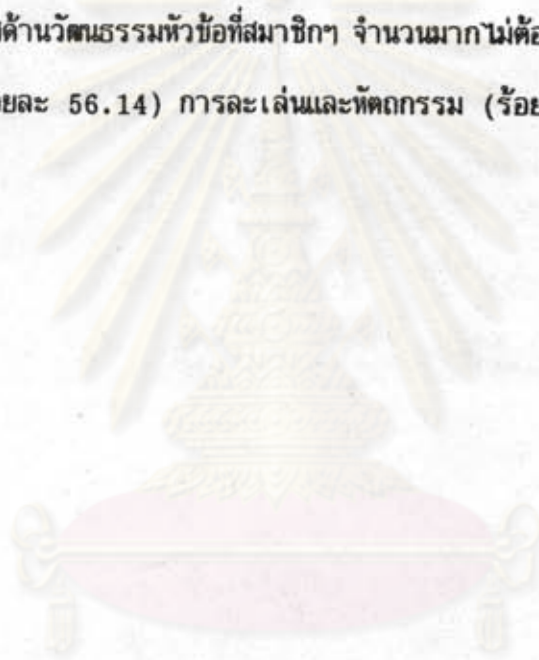 ด้านวัฒนธรรมหัวข้อที่สมาชิกฯ จำนวนมากไม่ต้อ
ยละ 56.14) การละเล่นและหัตถกรรม (ร้อย